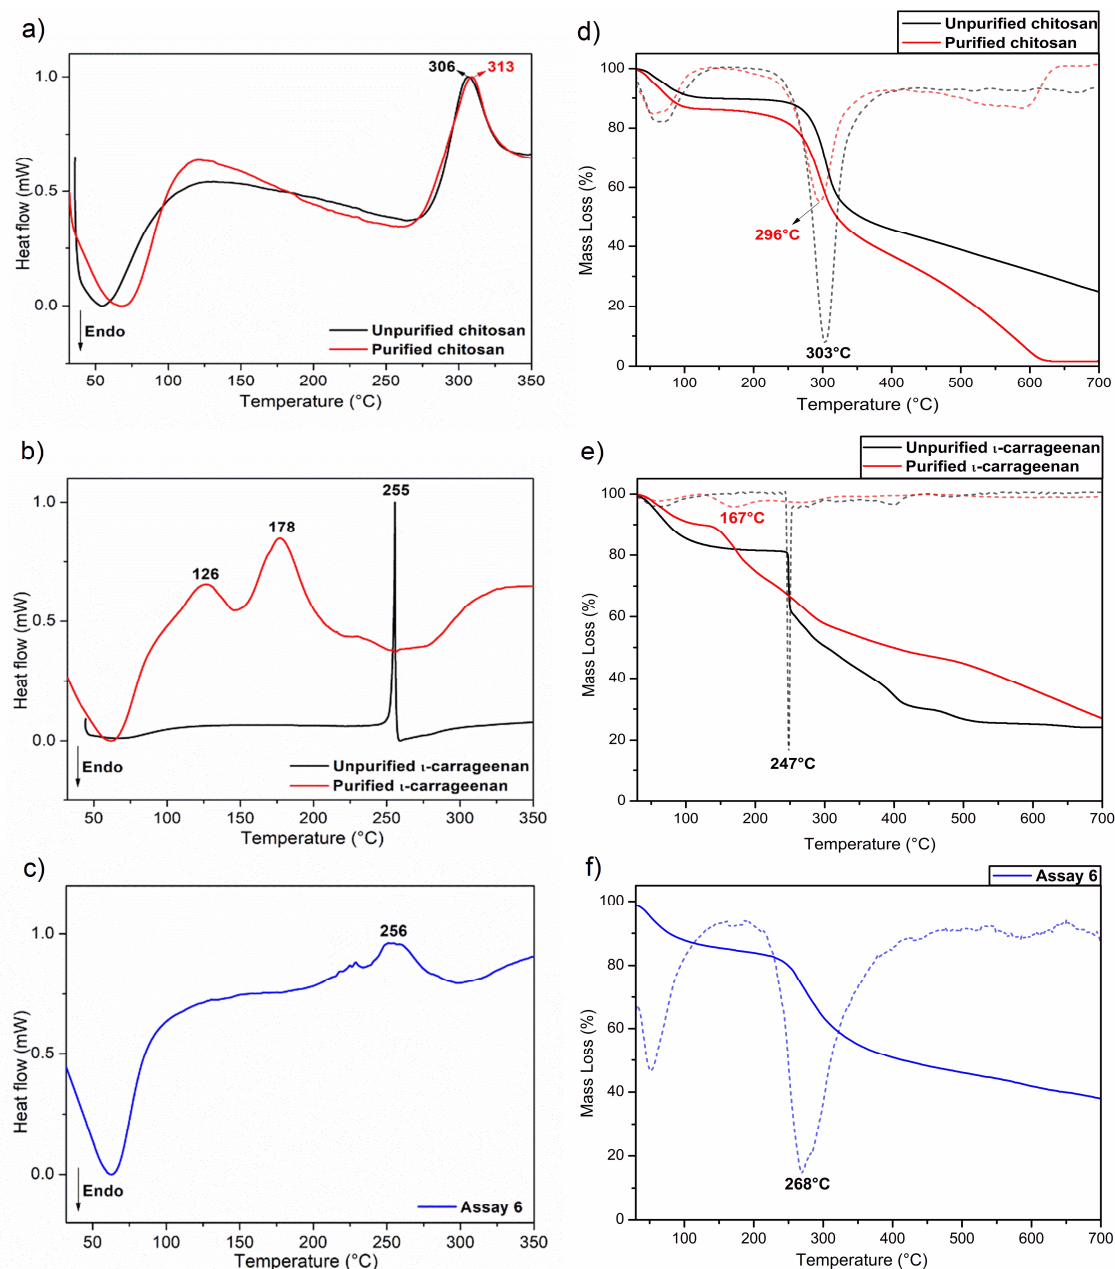 a)
306
313
1.0
0.5
0.0
Heat flow (mW)
Endo
Unpurified chitosan
Purified chitosan
50 100 150 200 250 300 350
Temperature (°C)
d)
Unpurified chitosan
Purified chitosan
100
80
60
40
20
0
Mass Loss (%)
296°C
303°C
100 200 300 400 500 600 700
Temperature (°C)
b)
255
178
126
1.0
0.5
0.0
Heat flow (mW)
Endo
Unpurified ι-carrageenan
Purified ι-carrageenan
50 100 150 200 250 300 350
Temperature (°C)
e)
Unpurified ι-carrageenan
Purified ι-carrageenan
100
80
60
40
20
0
Mass Loss (%)
167°C
247°C
100 200 300 400 500 600 700
Temperature (°C)
c)
256
1.0
0.5
0.0
Heat flow (mW)
Endo
Assay 6
50 100 150 200 250 300 350
Temperature (°C)
f)
Assay 6
100
80
60
40
20
0
Mass Loss (%)
268°C
100 200 300 400 500 600 700
Temperature (°C)